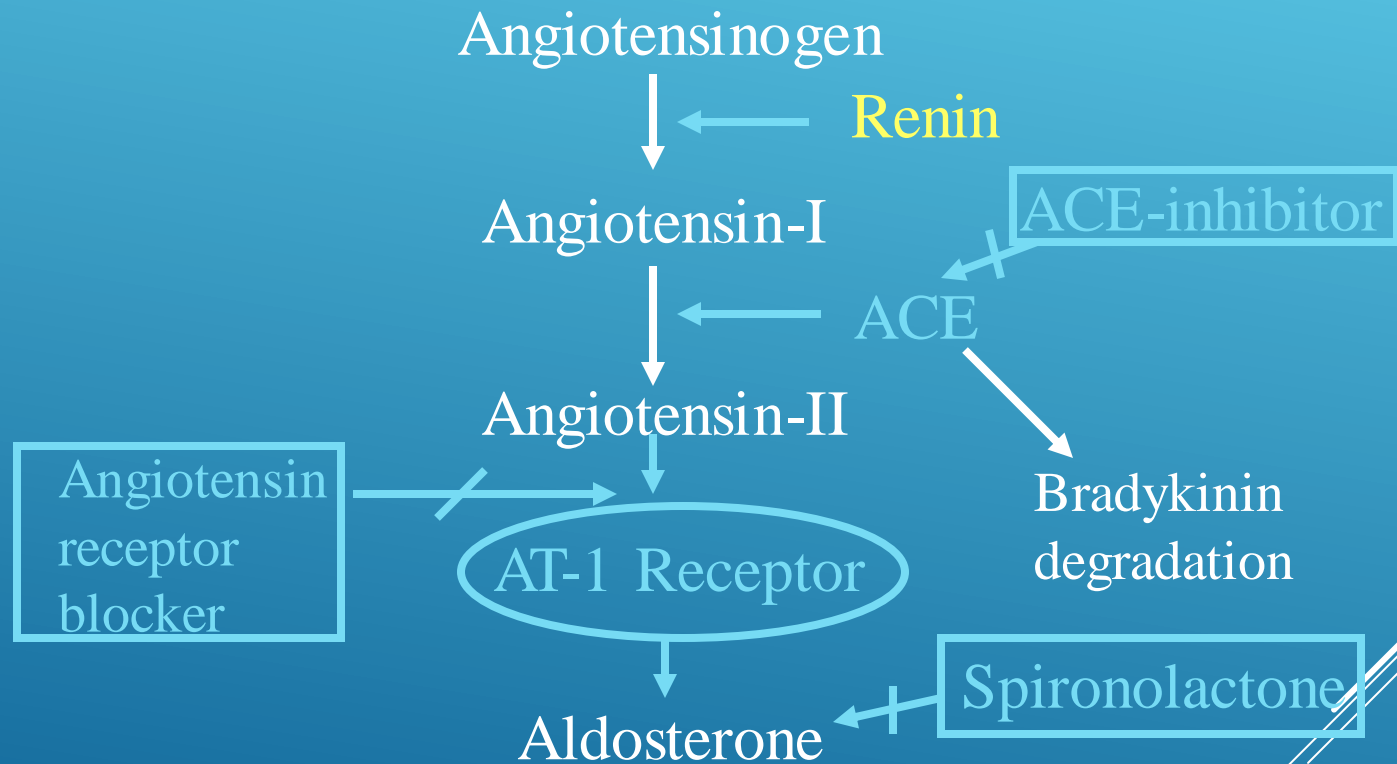 Angiotensinogen
Renin
ACE-inhibitor
Angiotensin-I
ACE
Angiotensin-II
Angiotensin
receptor
blocker
Bradykinin
degradation
AT-1 Receptor
Spironolactone
Aldosterone